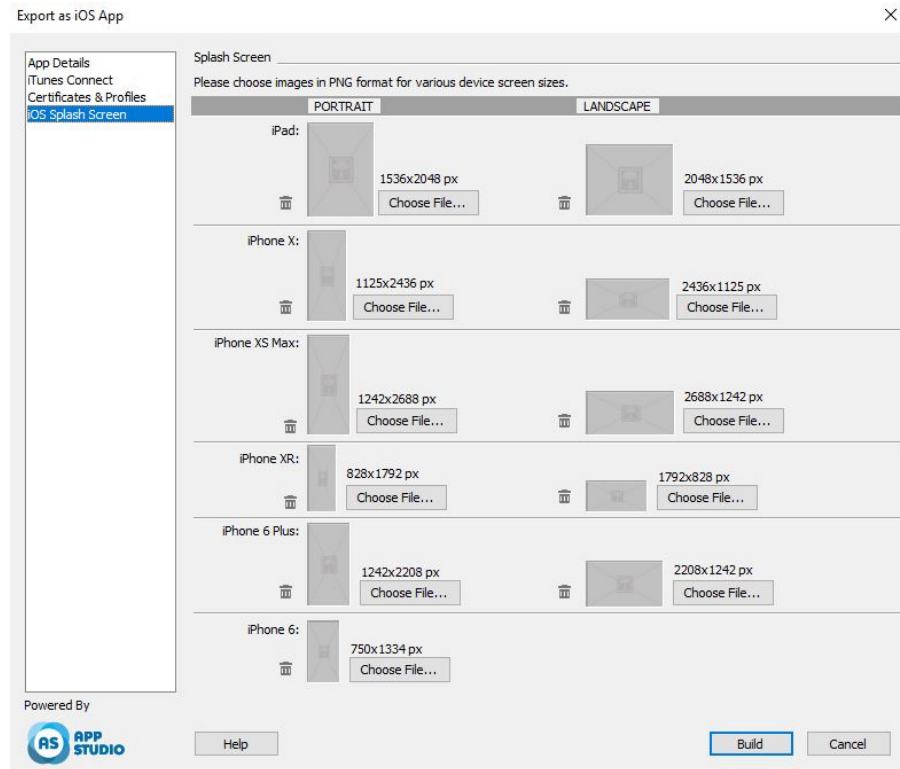 Export as iOS App
App Details
iTunes Connect
Certificates & Profiles
iOS Splash Screen
Splash Screen
Please choose images in PNG format for various device screen sizes.
PORTRAIT LANDSCAPE
iPad:
1536x2048 px 2048x1536 px
Choose File... Choose File...
iPhone X:
1125x2436 px 2436x1125 px
Choose File... Choose File...
iPhone XS Max:
1242x2688 px 2688x1242 px
Choose File... Choose File...
iPhone XR:
828x1792 px 1792x828 px
Choose File... Choose File...
iPhone 6 Plus:
1242x2208 px 2208x1242 px
Choose File... Choose File...
iPhone 6:
750x1334 px
Choose File...
Powered By
AS APP
STUDIO
Help Build Cancel